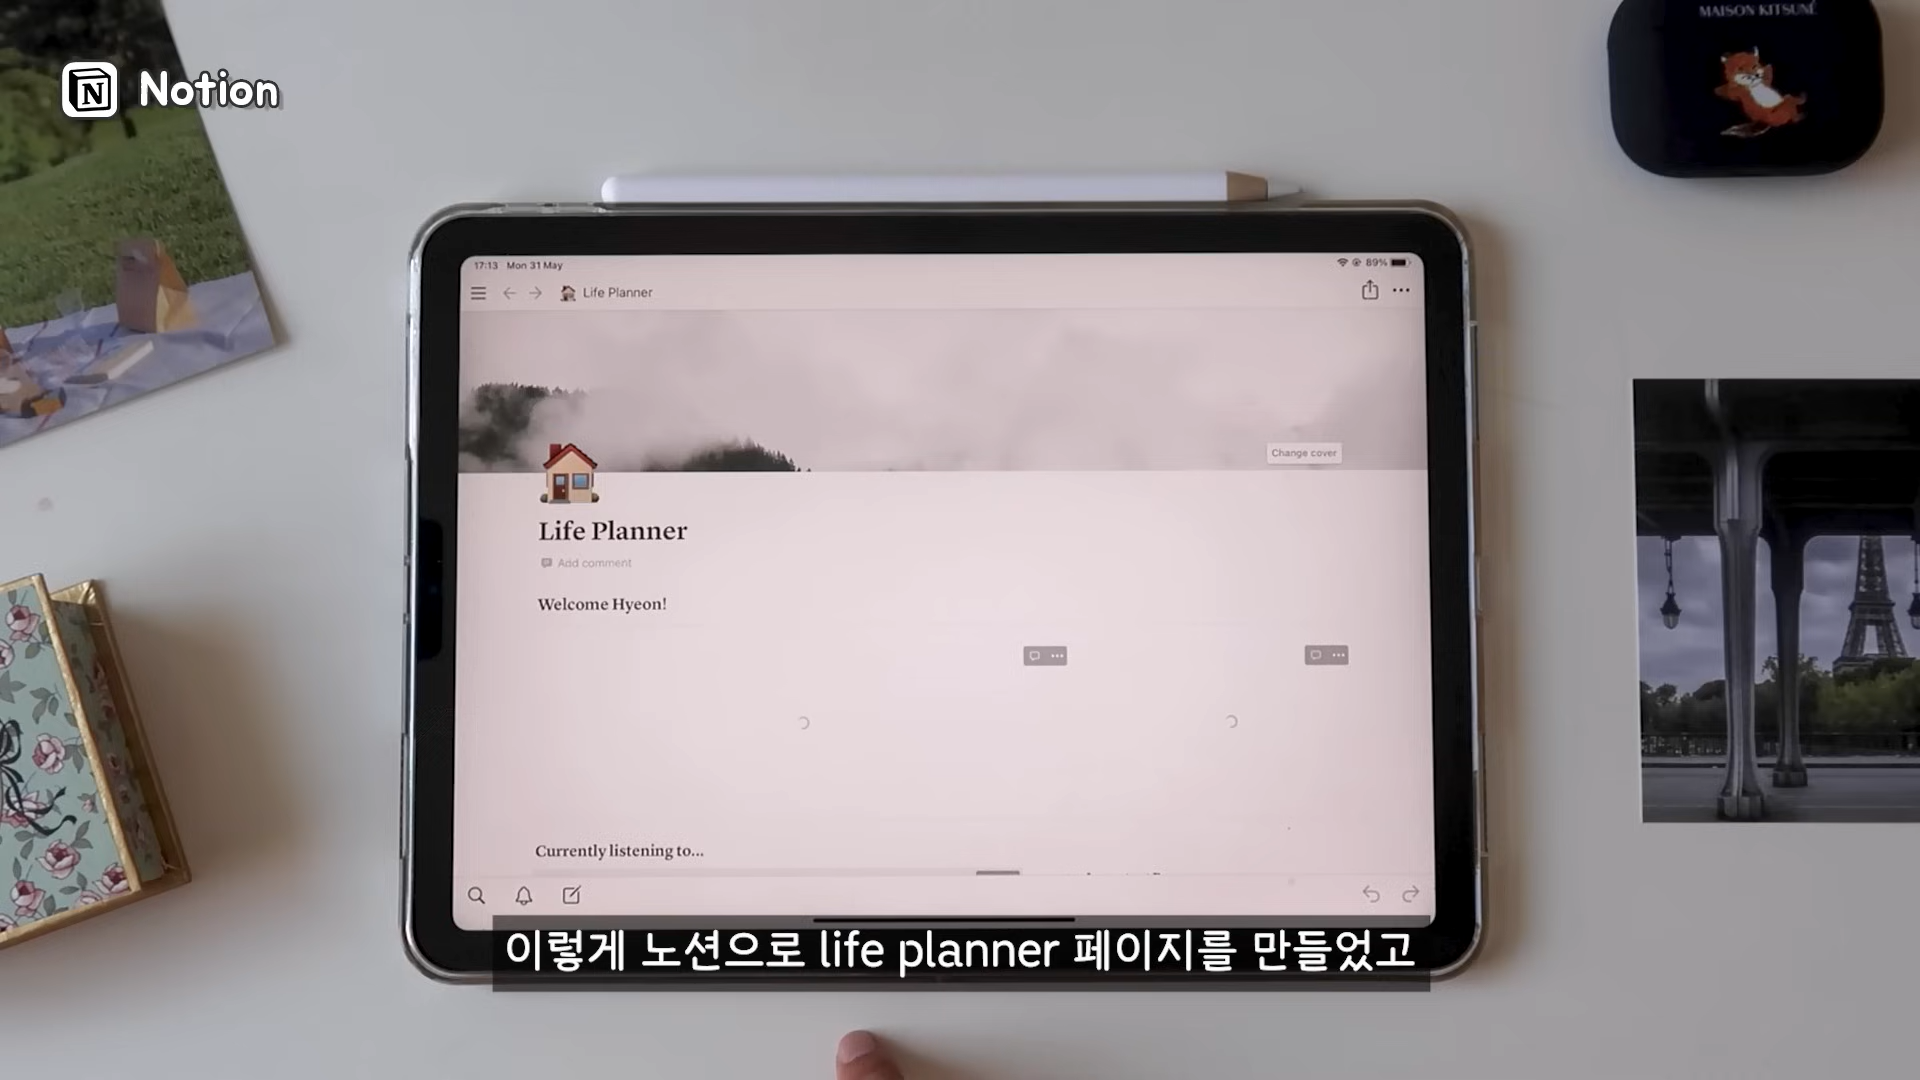 MAISON KITSUNÉ
Notion
17:13 Mon 31 May
89%
Life Planner
Change cover
Life Planner
Add comment
Welcome Hyeon!
Currently listening to...
이렇게 노션으로 life planner 페이지를 만들었고